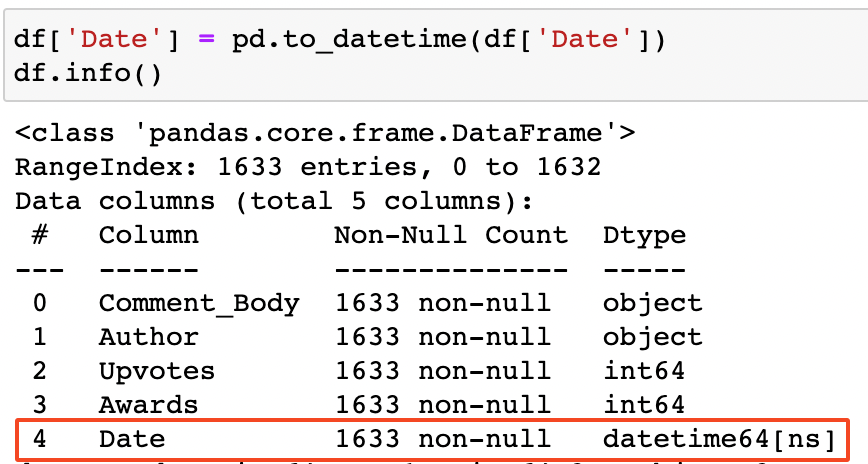 df['Date'] = pd.to_datetime(df['Date'])
df.info()
<class 'pandas.core.frame.DataFrame'>
RangeIndex: 1633 entries, 0 to 1632
Data columns (total 5 columns):
 #   Column        Non-Null Count  Dtype
---  ------        --------------  -----
 0   Comment_Body  1633 non-null   object
 1   Author        1633 non-null   object
 2   Upvotes       1633 non-null   int64
 3   Awards        1633 non-null   int64
 4   Date          1633 non-null   datetime64[ns]